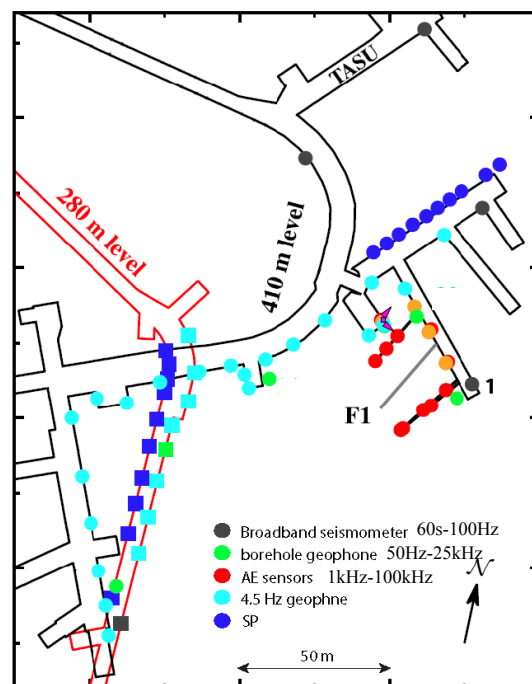 TASU
280 m level
410 m level
1
F1
Broadband seismometer 60s-100Hz
borehole geophone 50Hz-25kHz
AE sensors 1kHz-100kHz
4.5 Hz geophne
SP
N
50 m